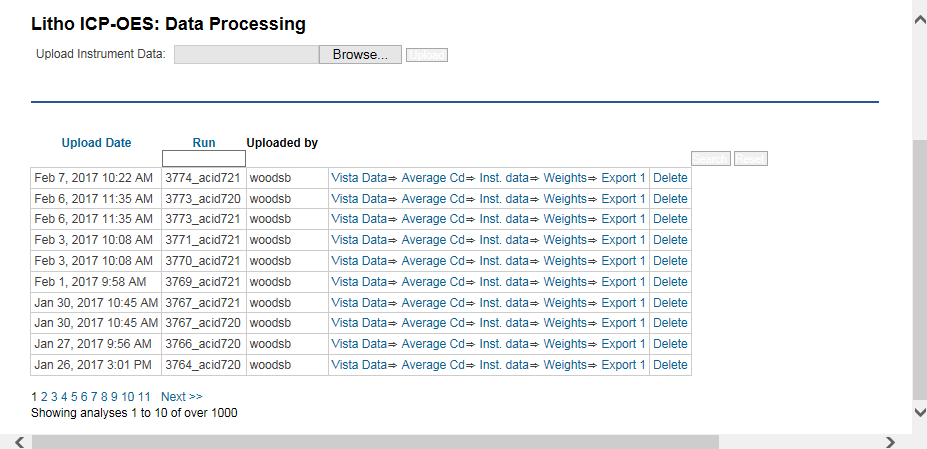 Litho ICP-OES: Data Processing
Upload Instrument Data: Browse... Upload
Upload Date Run Uploaded by
Search Reset
Feb 7, 2017 10:22 AM 3774_acid721 woodsb Vista Data⇒ Average Cd⇒ Inst. data⇒ Weights⇒ Export 1 Delete
Feb 6, 2017 11:35 AM 3773_acid720 woodsb Vista Data⇒ Average Cd⇒ Inst. data⇒ Weights⇒ Export 1 Delete
Feb 6, 2017 11:35 AM 3773_acid721 woodsb Vista Data⇒ Average Cd⇒ Inst. data⇒ Weights⇒ Export 1 Delete
Feb 3, 2017 10:08 AM 3771_acid721 woodsb Vista Data⇒ Average Cd⇒ Inst. data⇒ Weights⇒ Export 1 Delete
Feb 3, 2017 10:08 AM 3770_acid721 woodsb Vista Data⇒ Average Cd⇒ Inst. data⇒ Weights⇒ Export 1 Delete
Feb 1, 2017 9:58 AM 3769_acid721 woodsb Vista Data⇒ Average Cd⇒ Inst. data⇒ Weights⇒ Export 1 Delete
Jan 30, 2017 10:45 AM 3767_acid721 woodsb Vista Data⇒ Average Cd⇒ Inst. data⇒ Weights⇒ Export 1 Delete
Jan 30, 2017 10:45 AM 3767_acid720 woodsb Vista Data⇒ Average Cd⇒ Inst. data⇒ Weights⇒ Export 1 Delete
Jan 27, 2017 9:56 AM 3766_acid720 woodsb Vista Data⇒ Average Cd⇒ Inst. data⇒ Weights⇒ Export 1 Delete
Jan 26, 2017 3:01 PM 3764_acid720 woodsb Vista Data⇒ Average Cd⇒ Inst. data⇒ Weights⇒ Export 1 Delete
1 2 3 4 5 6 7 8 9 10 11 Next >>
Showing analyses 1 to 10 of over 1000